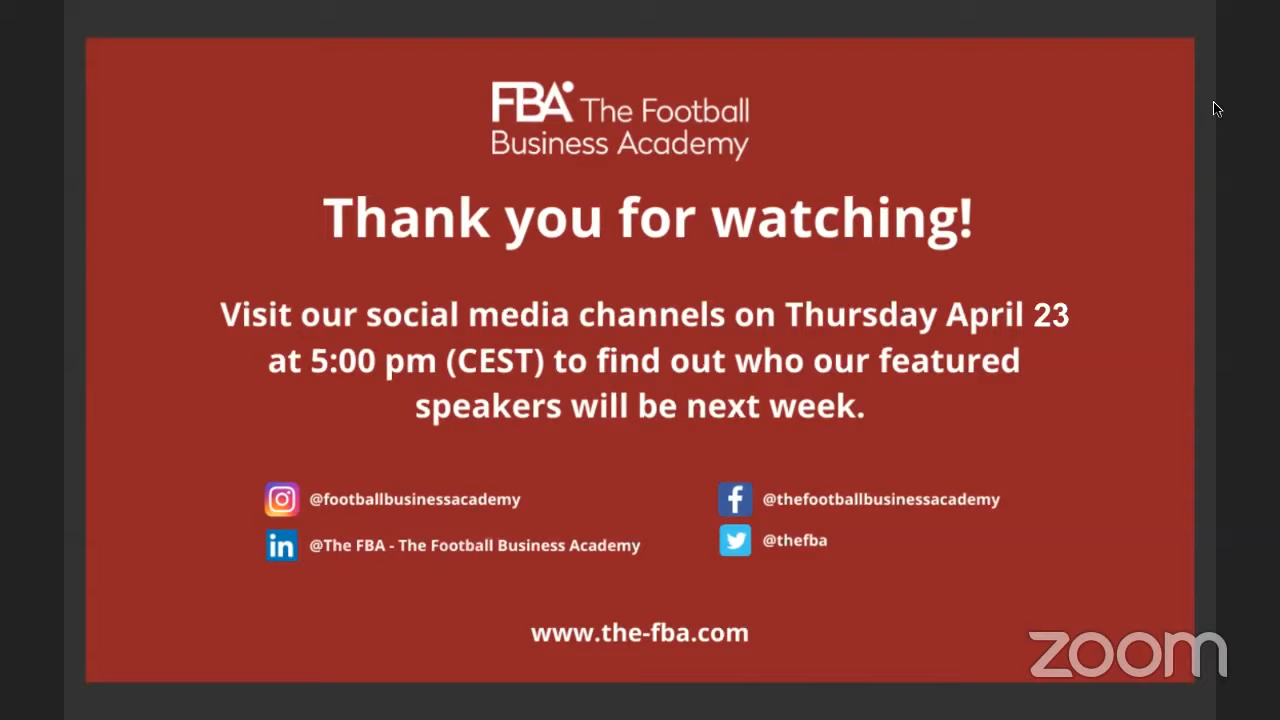 FBA The Football
Business Academy
Thank you for watching!
Visit our social media channels on Thursday April 23
at 5:00 pm (CEST) to find out who our featured
speakers will be next week.
@footballbusinessacademy
@thefootballbusinessacademy
@The FBA - The Football Business Academy
@thefba
www.the-fba.com
zoom